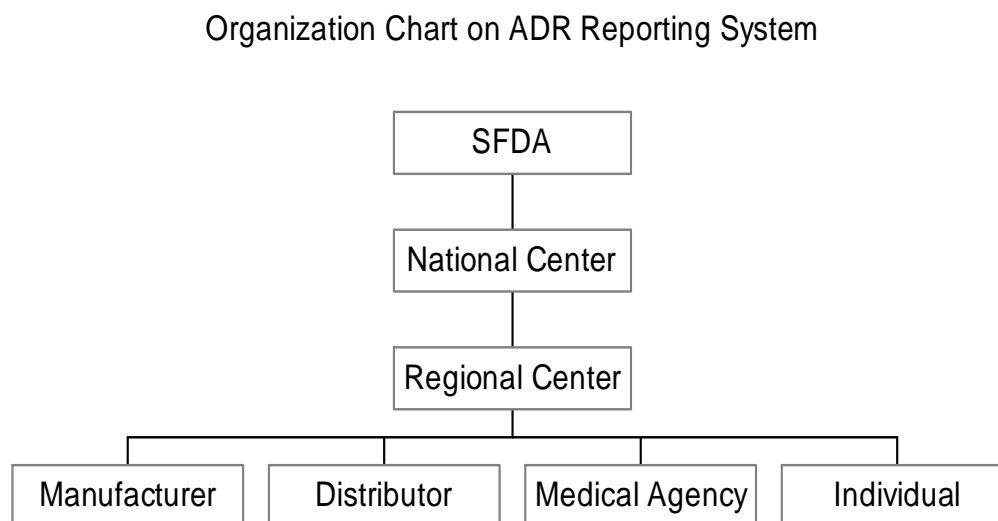 Organization Chart on ADR Reporting System
SFDA
National Center
Regional Center
Manufacturer
Distributor
Medical Agency
Individual